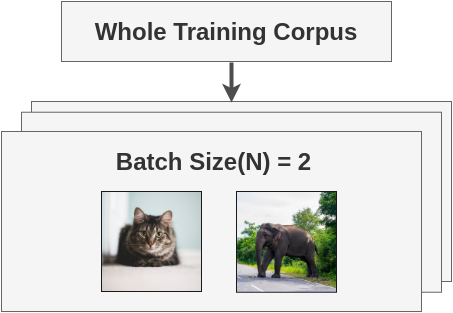 Whole Training Corpus
Batch Size(N) = 2